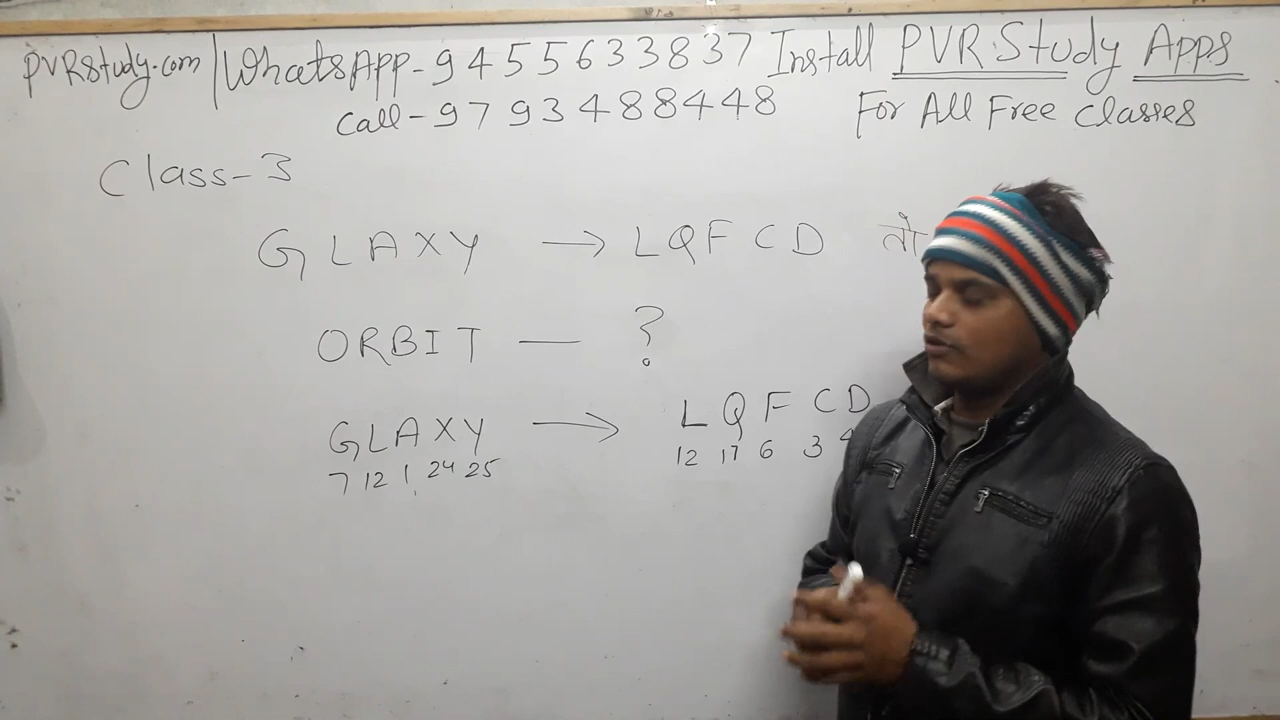 PVRstudy.com | WhatsApp - 9455633837 Install PVR Study Apps
Call - 9793488448 For All Free Classes
Class-3
GLAXY → LQFCD तो
ORBIT — ?
GLAXY → LQFCD
7 12 1 24 25 12 17 6 3 4